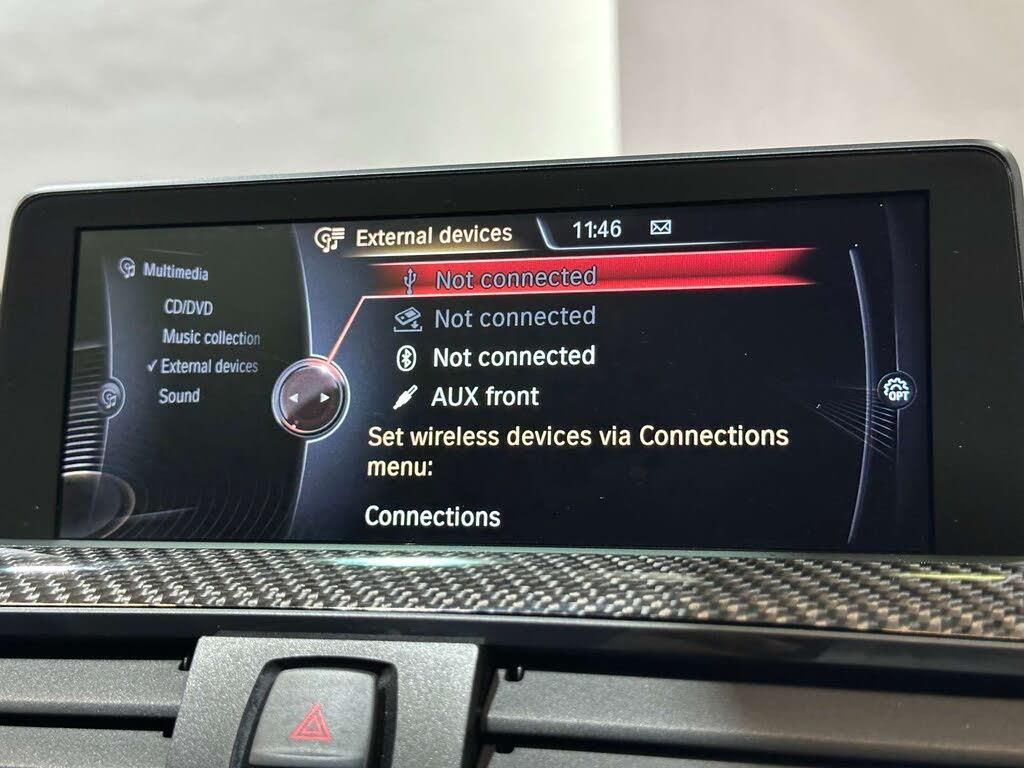 External devices 11:46
Multimedia
CD/DVD
Music collection
External devices
Sound
Not connected
Not connected
Not connected
AUX front
Set wireless devices via Connections
menu:
Connections
OPT